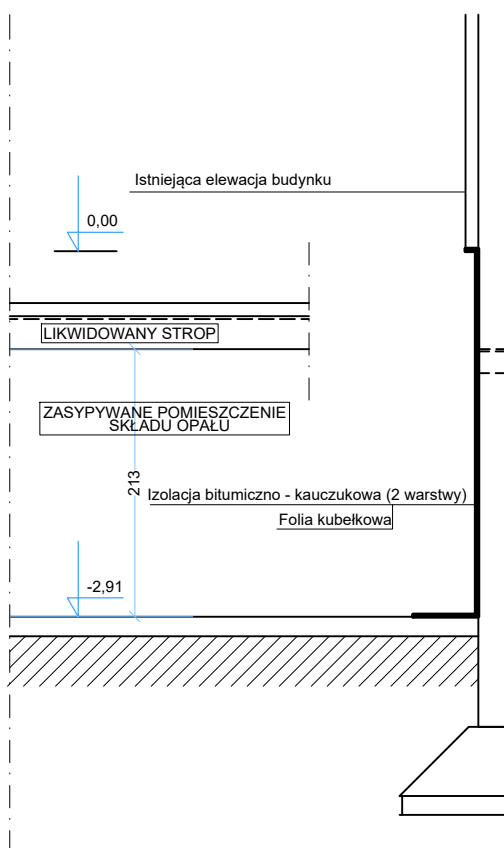 Istniejąca elewacja budynku
0,00
LIKWIDOWANY STROP
ZASYPYWANE POMIESZCZENIE
SKŁADU OPAŁU
213
Izolacja bitumiczno - kauczukowa (2 warstwy)
Folia kubełkowa
-2,91